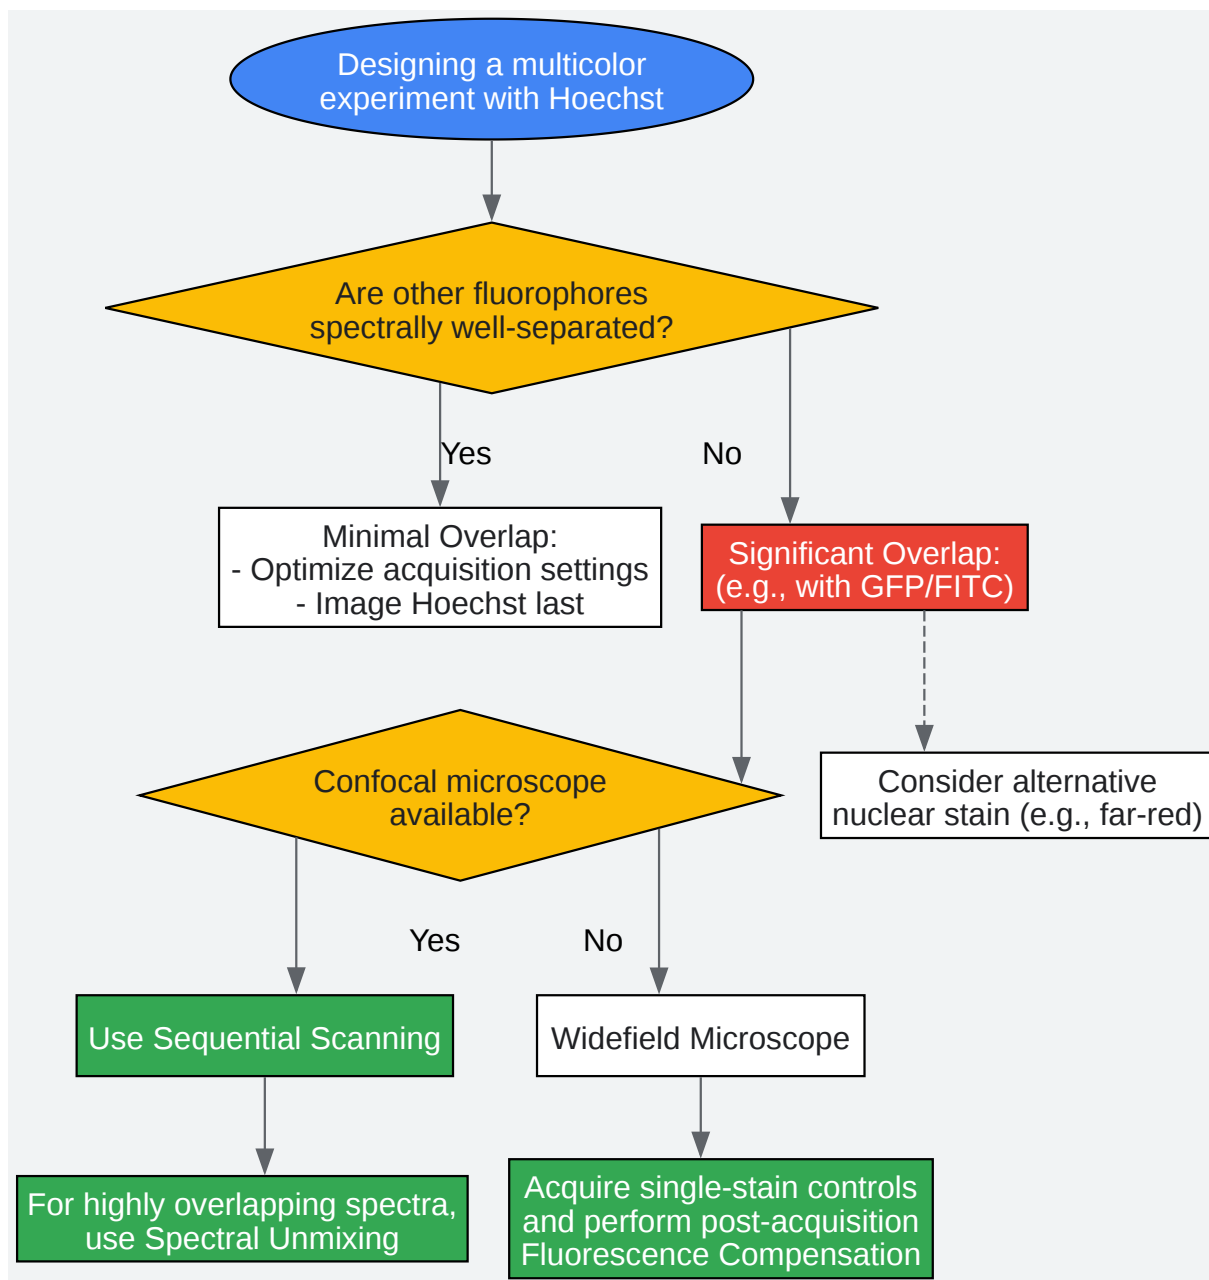 Designing a multicolor
experiment with Hoechst
Are other fluorophores
spectrally well-separated?
Yes
No
Minimal Overlap:
- Optimize acquisition settings
- Image Hoechst last
Significant Overlap:
(e.g., with GFP/FITC)
Confocal microscope
available?
Consider alternative
nuclear stain (e.g., far-red)
Yes
No
Use Sequential Scanning
Widefield Microscope
For highly overlapping spectra,
use Spectral Unmixing
Acquire single-stain controls
and perform post-acquisition
Fluorescence Compensation